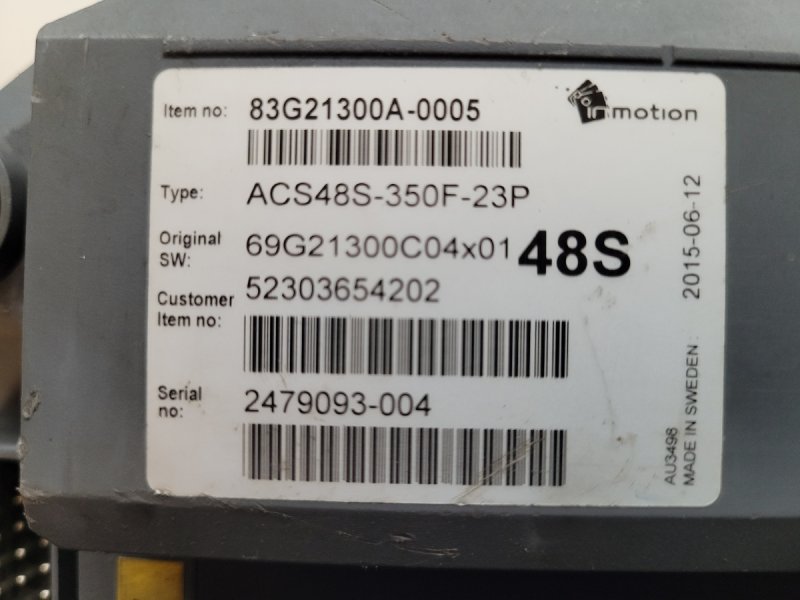 Item no: 83G21300A-0005
inmotion
Type: ACS48S-350F-23P
Original SW: 69G21300C04x01 48S
Customer Item no: 52303654202
Serial no: 2479093-004
AU3498
MADE IN SWEDEN: 2015-06-12